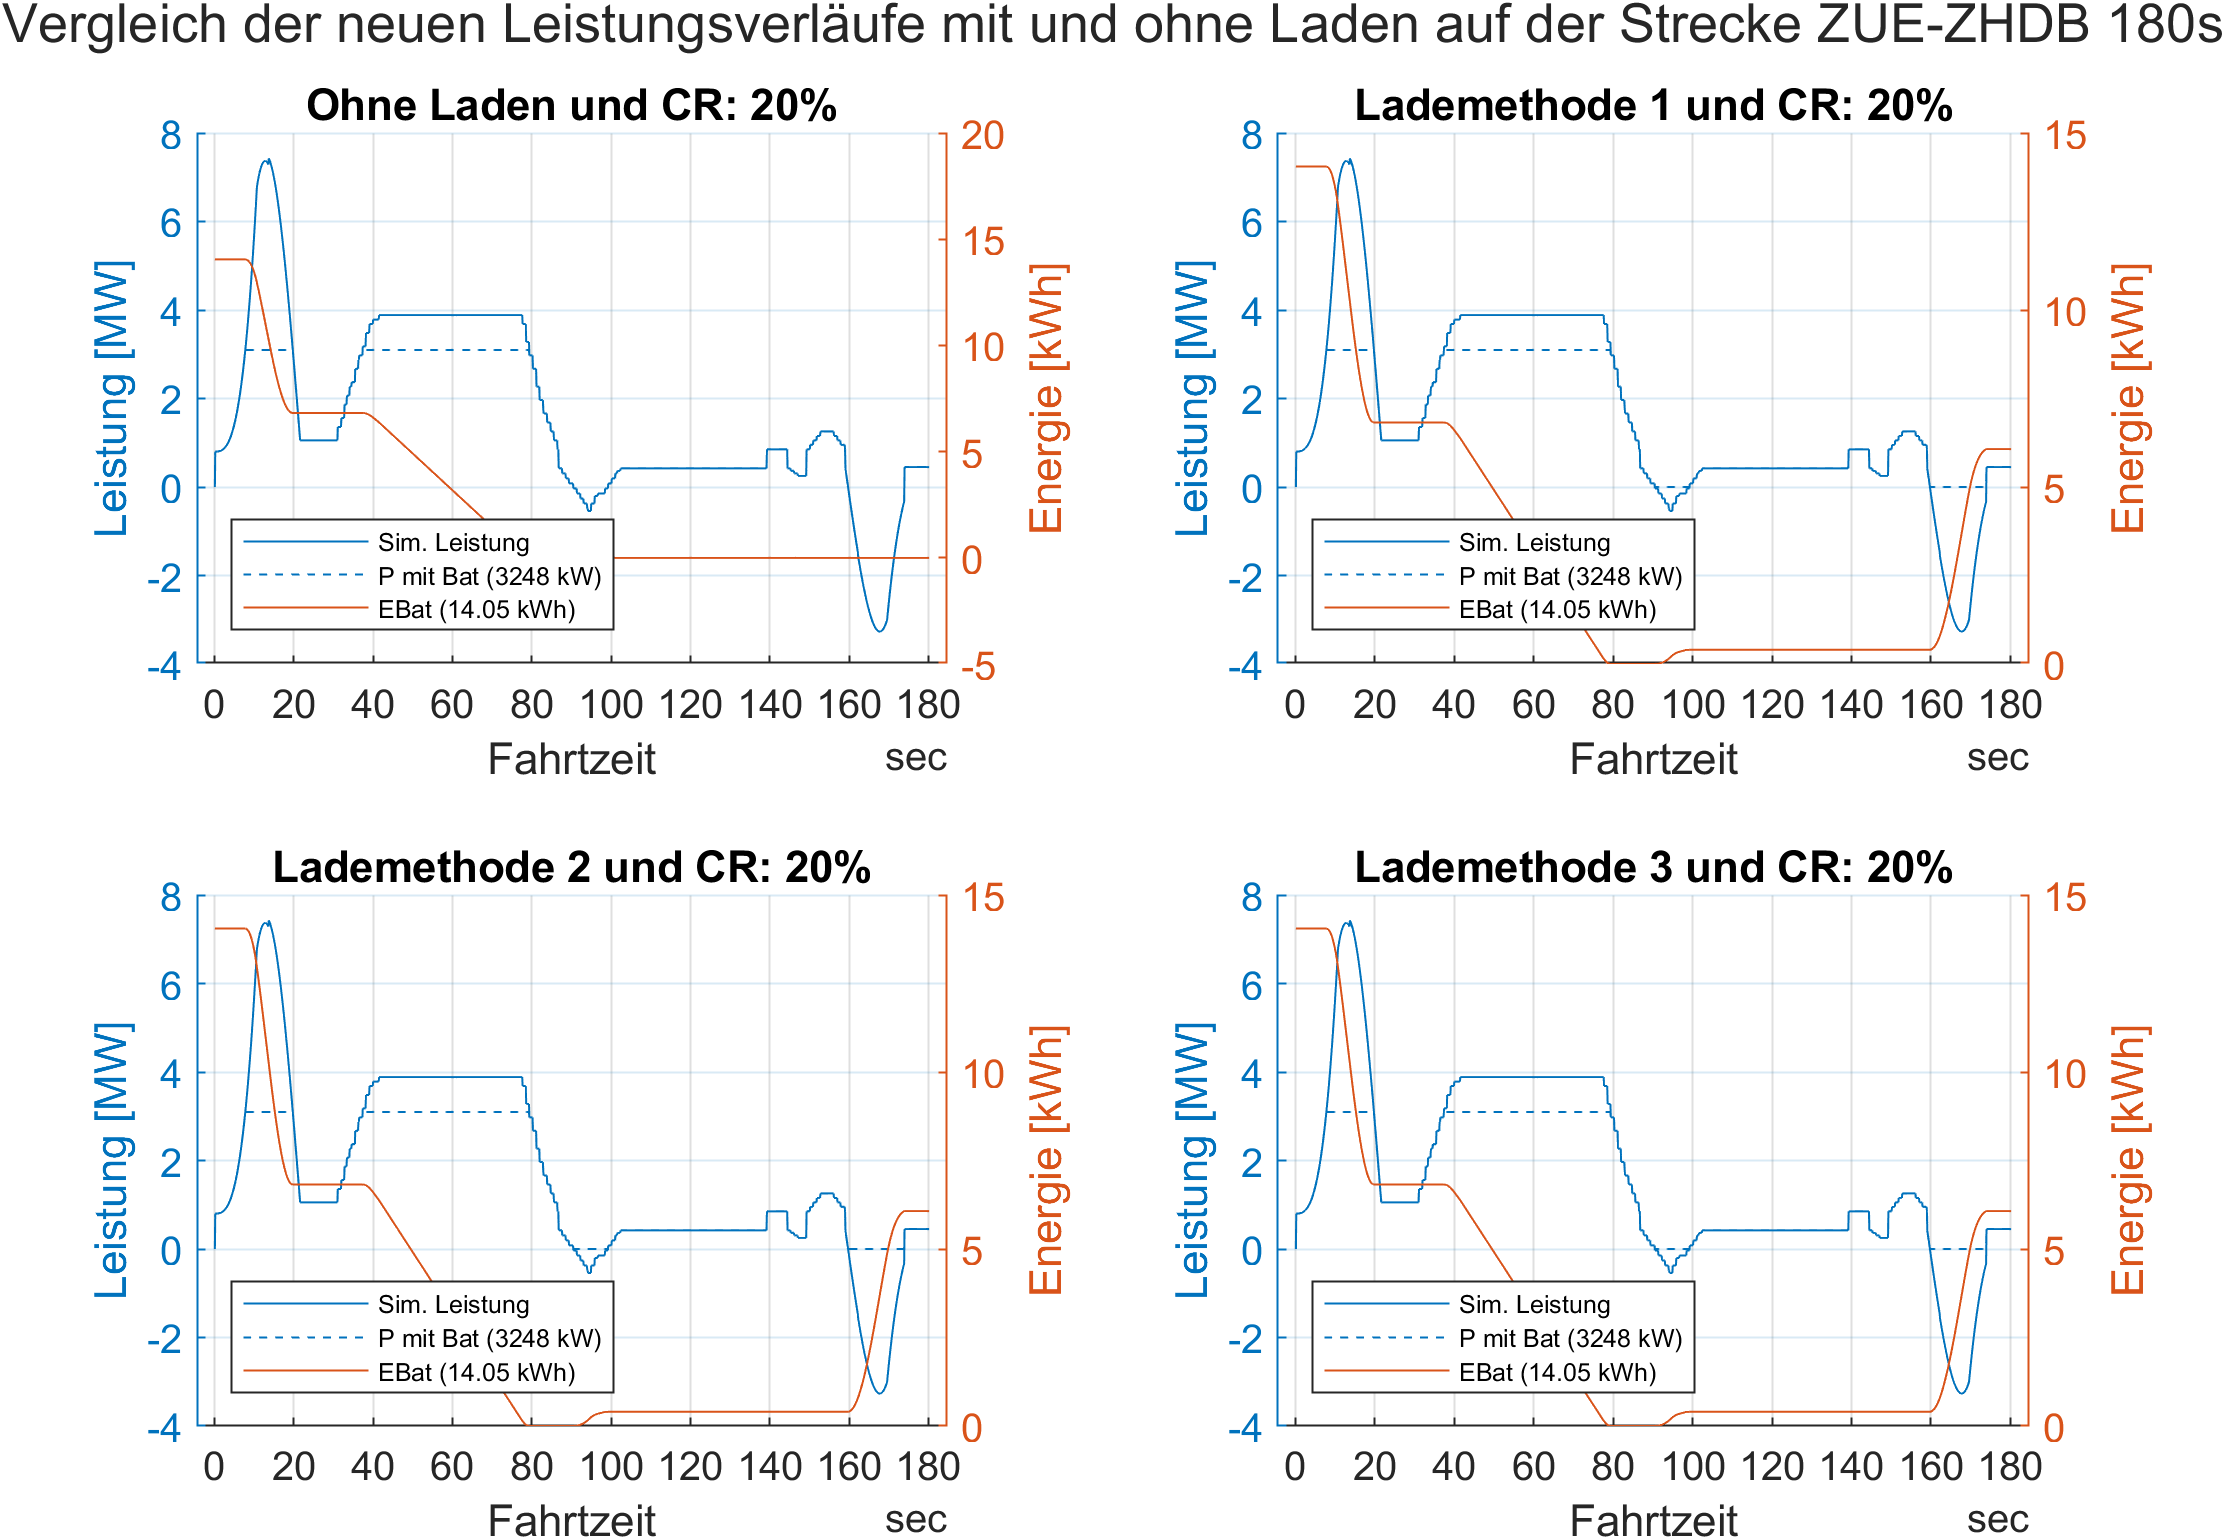 Vergleich der neuen Leistungsverläufe mit und ohne Laden auf der Strecke ZUE-ZHDB 180s
Ohne Laden und CR: 20%
8
6
4
2
0
-2
-4
Leistung [MW]
20
15
10
5
0
-5
Energie [kWh]
Sim. Leistung
P mit Bat (3248 kW)
EBat (14.05 kWh)
0 20 40 60 80 100 120 140 160 180
Fahrtzeit sec
Lademethode 1 und CR: 20%
8
6
4
2
0
-2
-4
Leistung [MW]
15
10
5
0
Energie [kWh]
Sim. Leistung
P mit Bat (3248 kW)
EBat (14.05 kWh)
0 20 40 60 80 100 120 140 160 180
Fahrtzeit sec
Lademethode 2 und CR: 20%
8
6
4
2
0
-2
-4
Leistung [MW]
15
10
5
0
Energie [kWh]
Sim. Leistung
P mit Bat (3248 kW)
EBat (14.05 kWh)
0 20 40 60 80 100 120 140 160 180
Fahrtzeit sec
Lademethode 3 und CR: 20%
8
6
4
2
0
-2
-4
Leistung [MW]
15
10
5
0
Energie [kWh]
Sim. Leistung
P mit Bat (3248 kW)
EBat (14.05 kWh)
0 20 40 60 80 100 120 140 160 180
Fahrtzeit sec